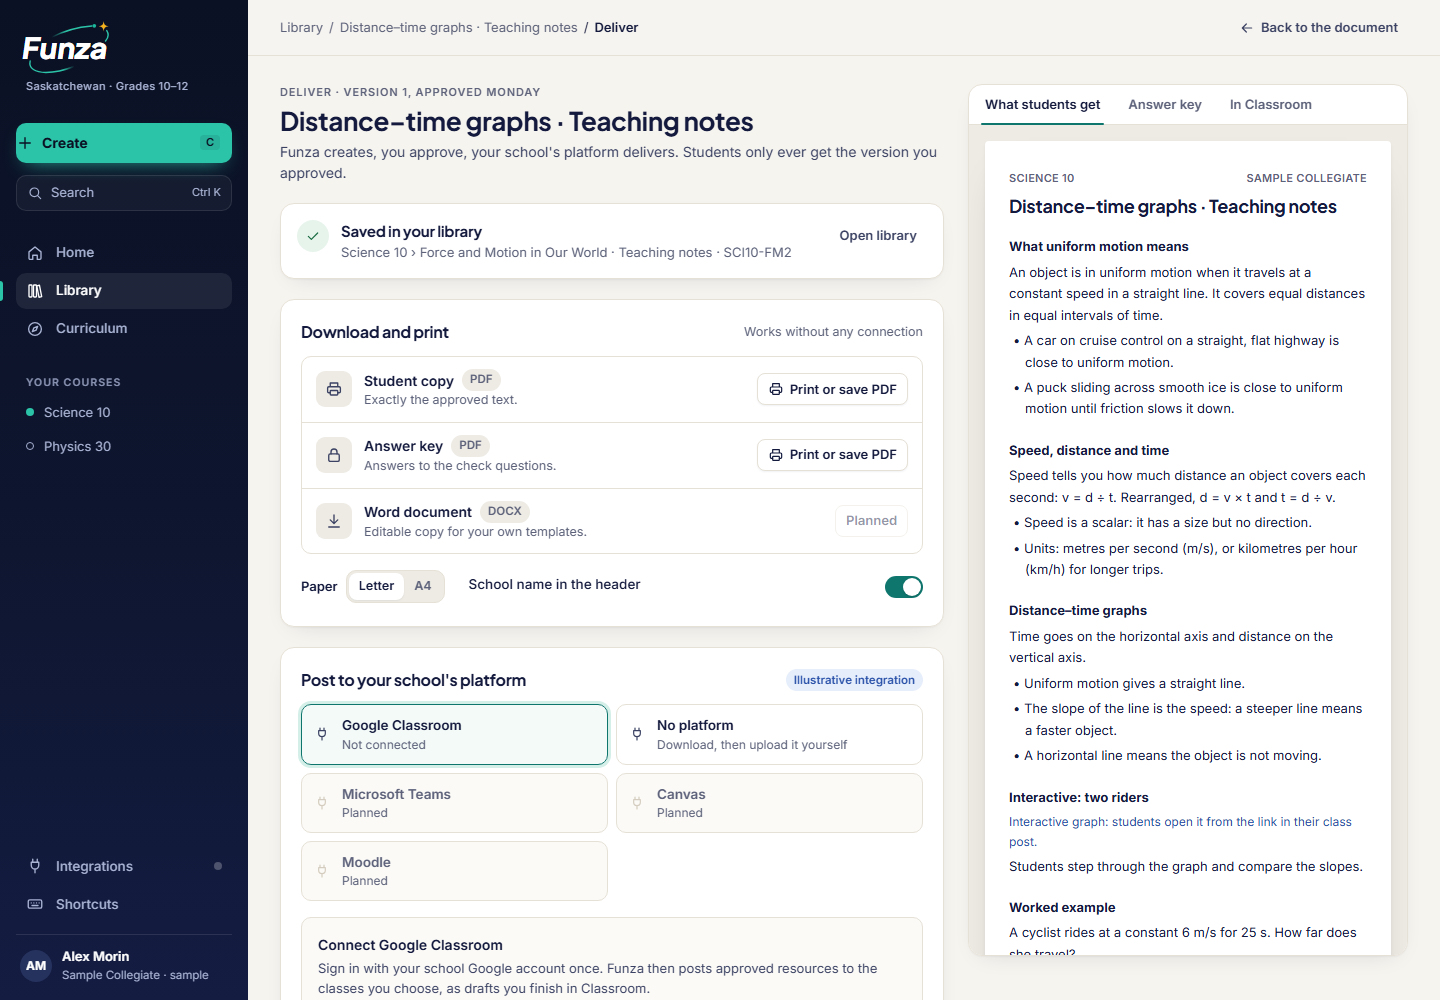 Funza
Saskatchewan · Grades 10–12
Create
C
Search
Ctrl K
Home
Library
Curriculum
YOUR COURSES
Science 10
Physics 30
Integrations
Shortcuts
AM
Alex Morin
Sample Collegiate · sample
Library / Distance–time graphs · Teaching notes / Deliver
Back to the document
DELIVER · VERSION 1, APPROVED MONDAY
Distance–time graphs · Teaching notes
Funza creates, you approve, your school's platform delivers. Students only ever get the version you
approved.
Saved in your library
Science 10 › Force and Motion in Our World · Teaching notes · SCI10-FM2
Open library
Download and print
Works without any connection
Student copy PDF
Exactly the approved text.
Print or save PDF
Answer key PDF
Answers to the check questions.
Print or save PDF
Word document DOCX
Editable copy for your own templates.
Planned
Paper
Letter
A4
School name in the header
Post to your school's platform
Illustrative integration
Google Classroom
Not connected
No platform
Download, then upload it yourself
Microsoft Teams
Planned
Canvas
Planned
Moodle
Planned
Connect Google Classroom
Sign in with your school Google account once. Funza then posts approved resources to the
classes you choose, as drafts you finish in Classroom.
What students get
Answer key
In Classroom
SCIENCE 10
SAMPLE COLLEGIATE
Distance–time graphs · Teaching notes
What uniform motion means
An object is in uniform motion when it travels at a
constant speed in a straight line. It covers equal distances
in equal intervals of time.
• A car on cruise control on a straight, flat highway is
close to uniform motion.
• A puck sliding across smooth ice is close to uniform
motion until friction slows it down.
Speed, distance and time
Speed tells you how much distance an object covers each
second: v = d ÷ t. Rearranged, d = v × t and t = d ÷ v.
• Speed is a scalar: it has a size but no direction.
• Units: metres per second (m/s), or kilometres per hour
(km/h) for longer trips.
Distance–time graphs
Time goes on the horizontal axis and distance on the
vertical axis.
• Uniform motion gives a straight line.
• The slope of the line is the speed: a steeper line means
a faster object.
• A horizontal line means the object is not moving.
Interactive: two riders
Interactive graph: students open it from the link in their class
post.
Students step through the graph and compare the slopes.
Worked example
A cyclist rides at a constant 6 m/s for 25 s. How far does
she travel?